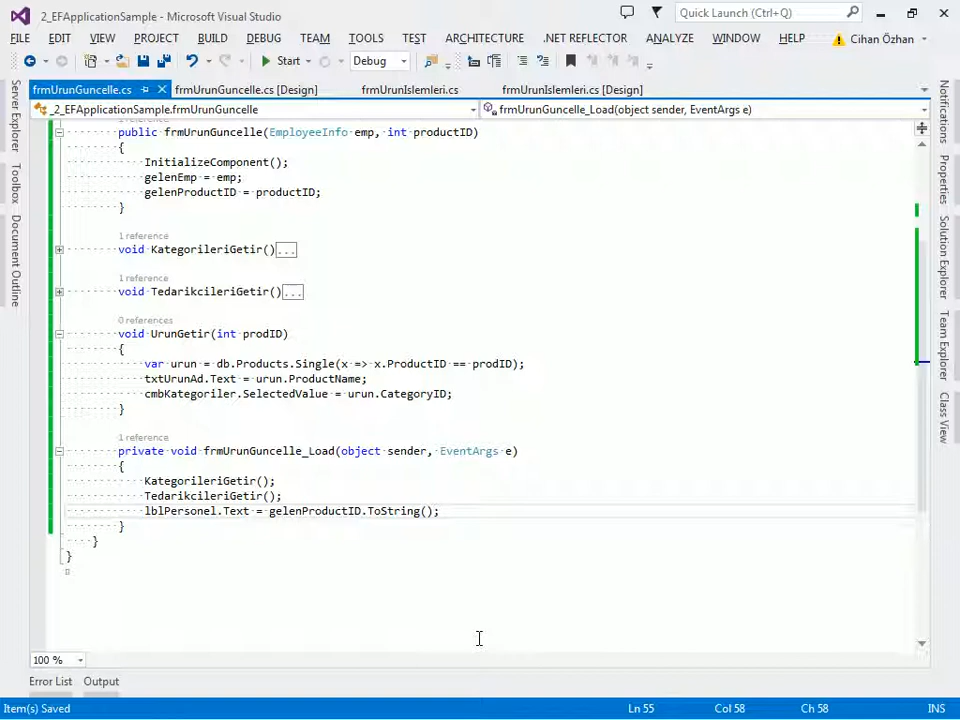 2_EFApplicationSample - Microsoft Visual Studio
Quick Launch (Ctrl+Q)
FILE EDIT VIEW PROJECT BUILD DEBUG TEAM TOOLS TEST ARCHITECTURE .NET REFLECTOR ANALYZE WINDOW HELP Cihan Özhan
Start Debug
frmUrunGuncelle.cs frmUrunGuncelle.cs [Design] frmUrunIslemleri.cs frmUrunIslemleri.cs [Design]
_2_EFApplicationSample.frmUrunGuncelle frmUrunGuncelle_Load(object sender, EventArgs e)
public frmUrunGuncelle(EmployeeInfo emp, int productID)
{
InitializeComponent();
gelenEmp = emp;
gelenProductID = productID;
}
1 reference
void KategorileriGetir()...
1 reference
void TedarikcileriGetir()...
0 references
void UrunGetir(int prodID)
{
var urun = db.Products.Single(x => x.ProductID == prodID);
txtUrunAd.Text = urun.ProductName;
cmbKategoriler.SelectedValue = urun.CategoryID;
}
1 reference
private void frmUrunGuncelle_Load(object sender, EventArgs e)
{
KategorileriGetir();
TedarikcileriGetir();
lblPersonel.Text = gelenProductID.ToString();
}
}
}
Server Explorer
Toolbox
Document Outline
Notifications
Properties
Solution Explorer
Team Explorer
Class View
100 %
Error List Output
Item(s) Saved Ln 55 Col 58 Ch 58 INS